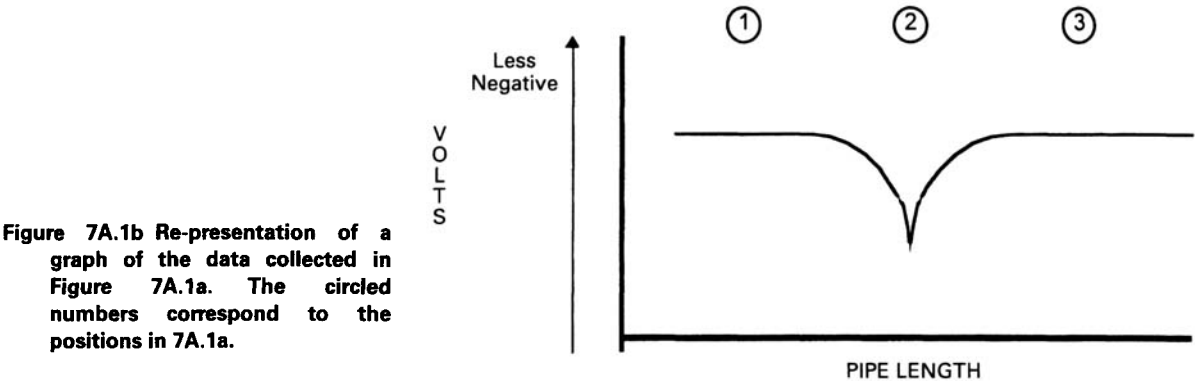 ① ② ③
Less
Negative
VOLTS
Figure 7A.1b Re-presentation of a
graph of the data collected in
Figure 7A.1a. The circled
numbers correspond to the
positions in 7A.1a.
PIPE LENGTH